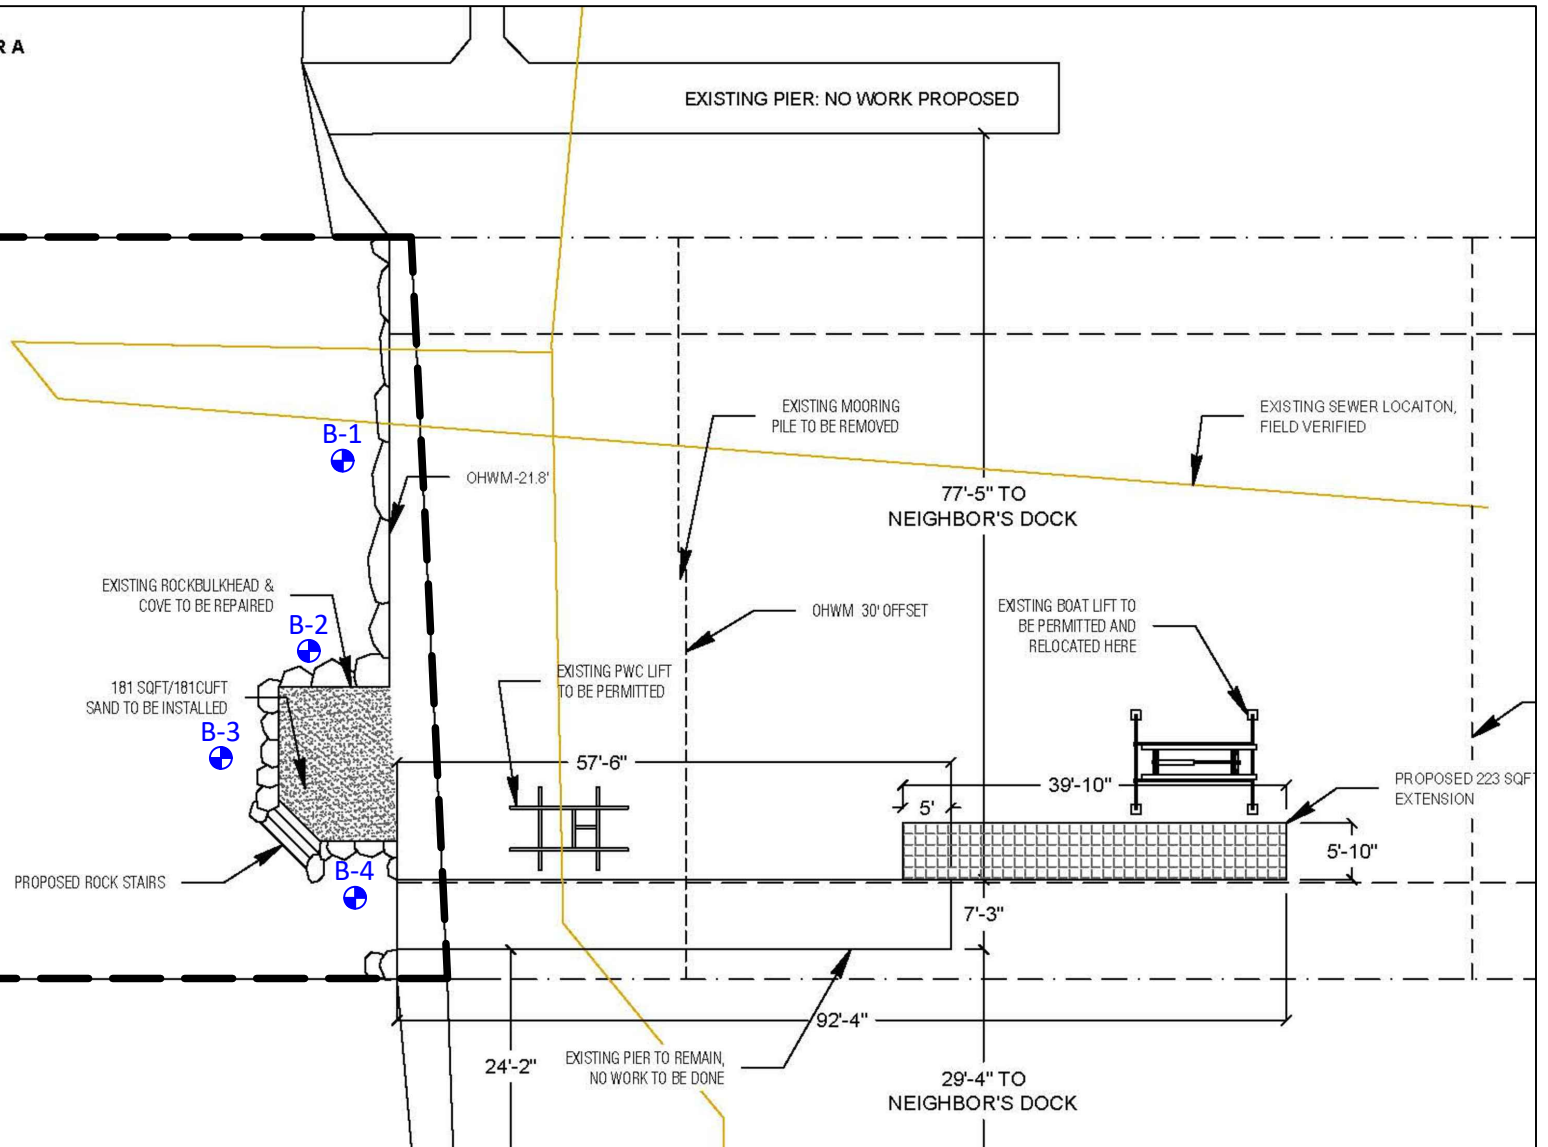 R A
EXISTING PIER: NO WORK PROPOSED
EXISTING MOORING
PILE TO BE REMOVED
EXISTING SEWER LOCAITON,
FIELD VERIFIED
B-1
OHWM-21.8'
77'-5" TO
NEIGHBOR'S DOCK
EXISTING ROCKBULKHEAD &
COVE TO BE REPAIRED
B-2
OHWM 30' OFFSET
EXISTING BOAT LIFT TO
BE PERMITTED AND
RELOCATED HERE
181 SQFT/181CUFT
SAND TO BE INSTALLED
EXISTING PWC LIFT
TO BE PERMITTED
B-3
57'-6"
39'-10"
5'
PROPOSED 223 SQFT
EXTENSION
5'-10"
PROPOSED ROCK STAIRS
B-4
7'-3"
92'-4"
24'-2"
EXISTING PIER TO REMAIN,
NO WORK TO BE DONE
29'-4" TO
NEIGHBOR'S DOCK